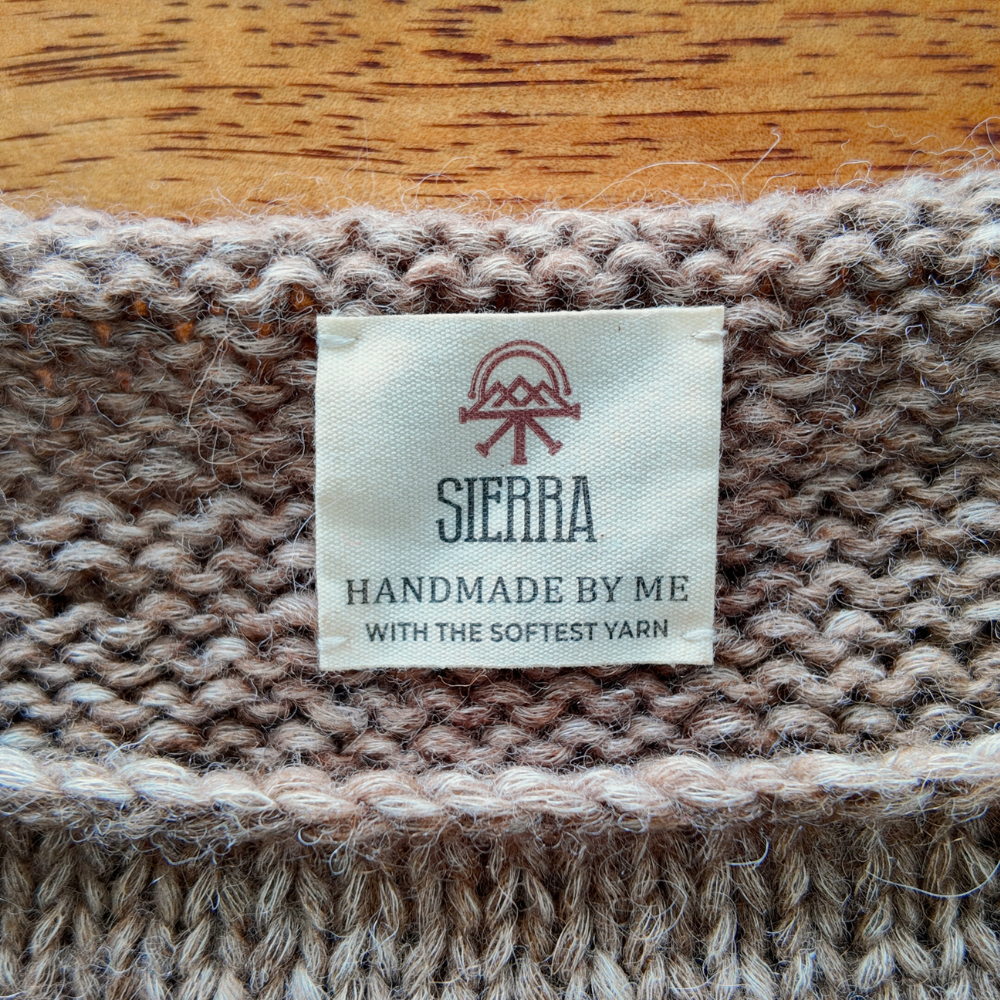 SIERRA
HANDMADE BY ME
WITH THE SOFTEST YARN